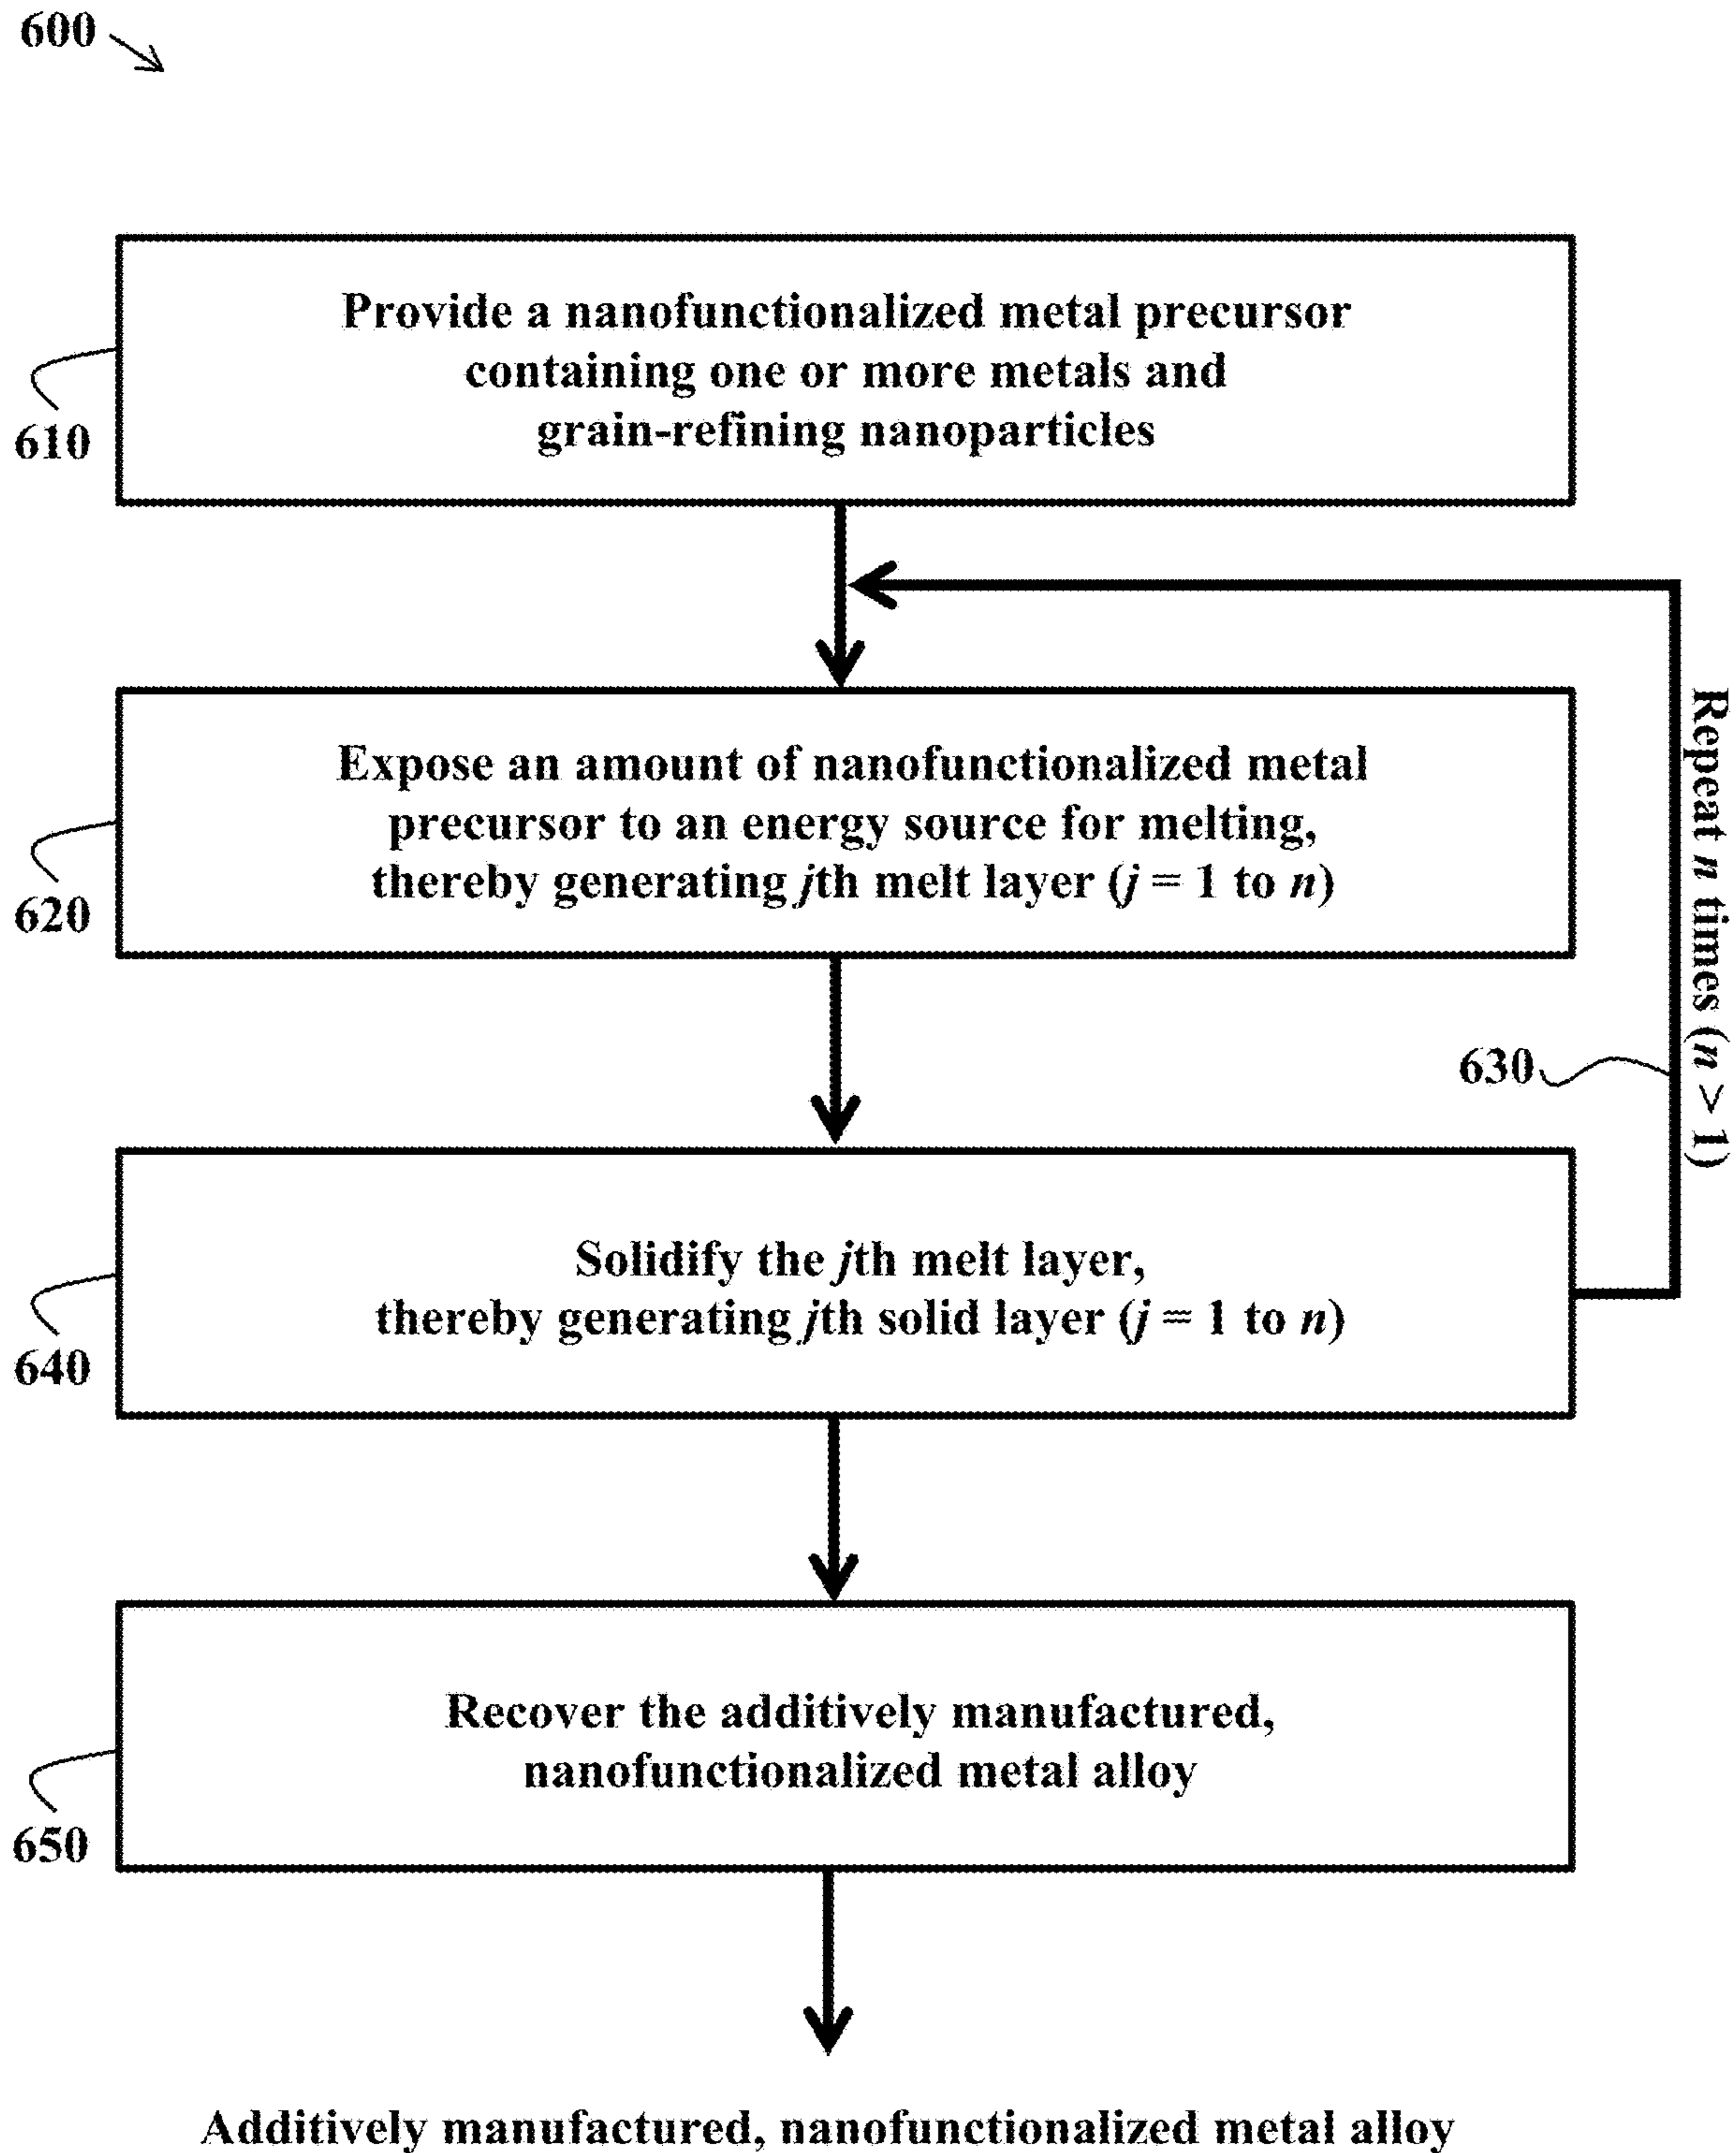 600
Provide a nanofunctionalized metal precursor
containing one or more metals and
grain-refining nanoparticles
610
Expose an amount of nanofunctionalized metal
precursor to an energy source for melting,
thereby generating jth melt layer (j = 1 to n)
620
Repeat n times (n > 1)
630
Solidify the jth melt layer,
thereby generating jth solid layer (j = 1 to n)
640
Recover the additively manufactured,
nanofunctionalized metal alloy
650
Additively manufactured, nanofunctionalized metal alloy